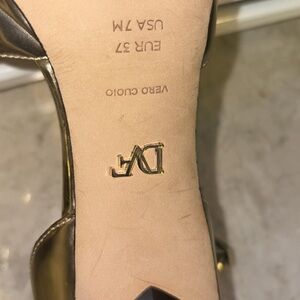 DVF
VERO CUOIO
EUR 37
USA 7M